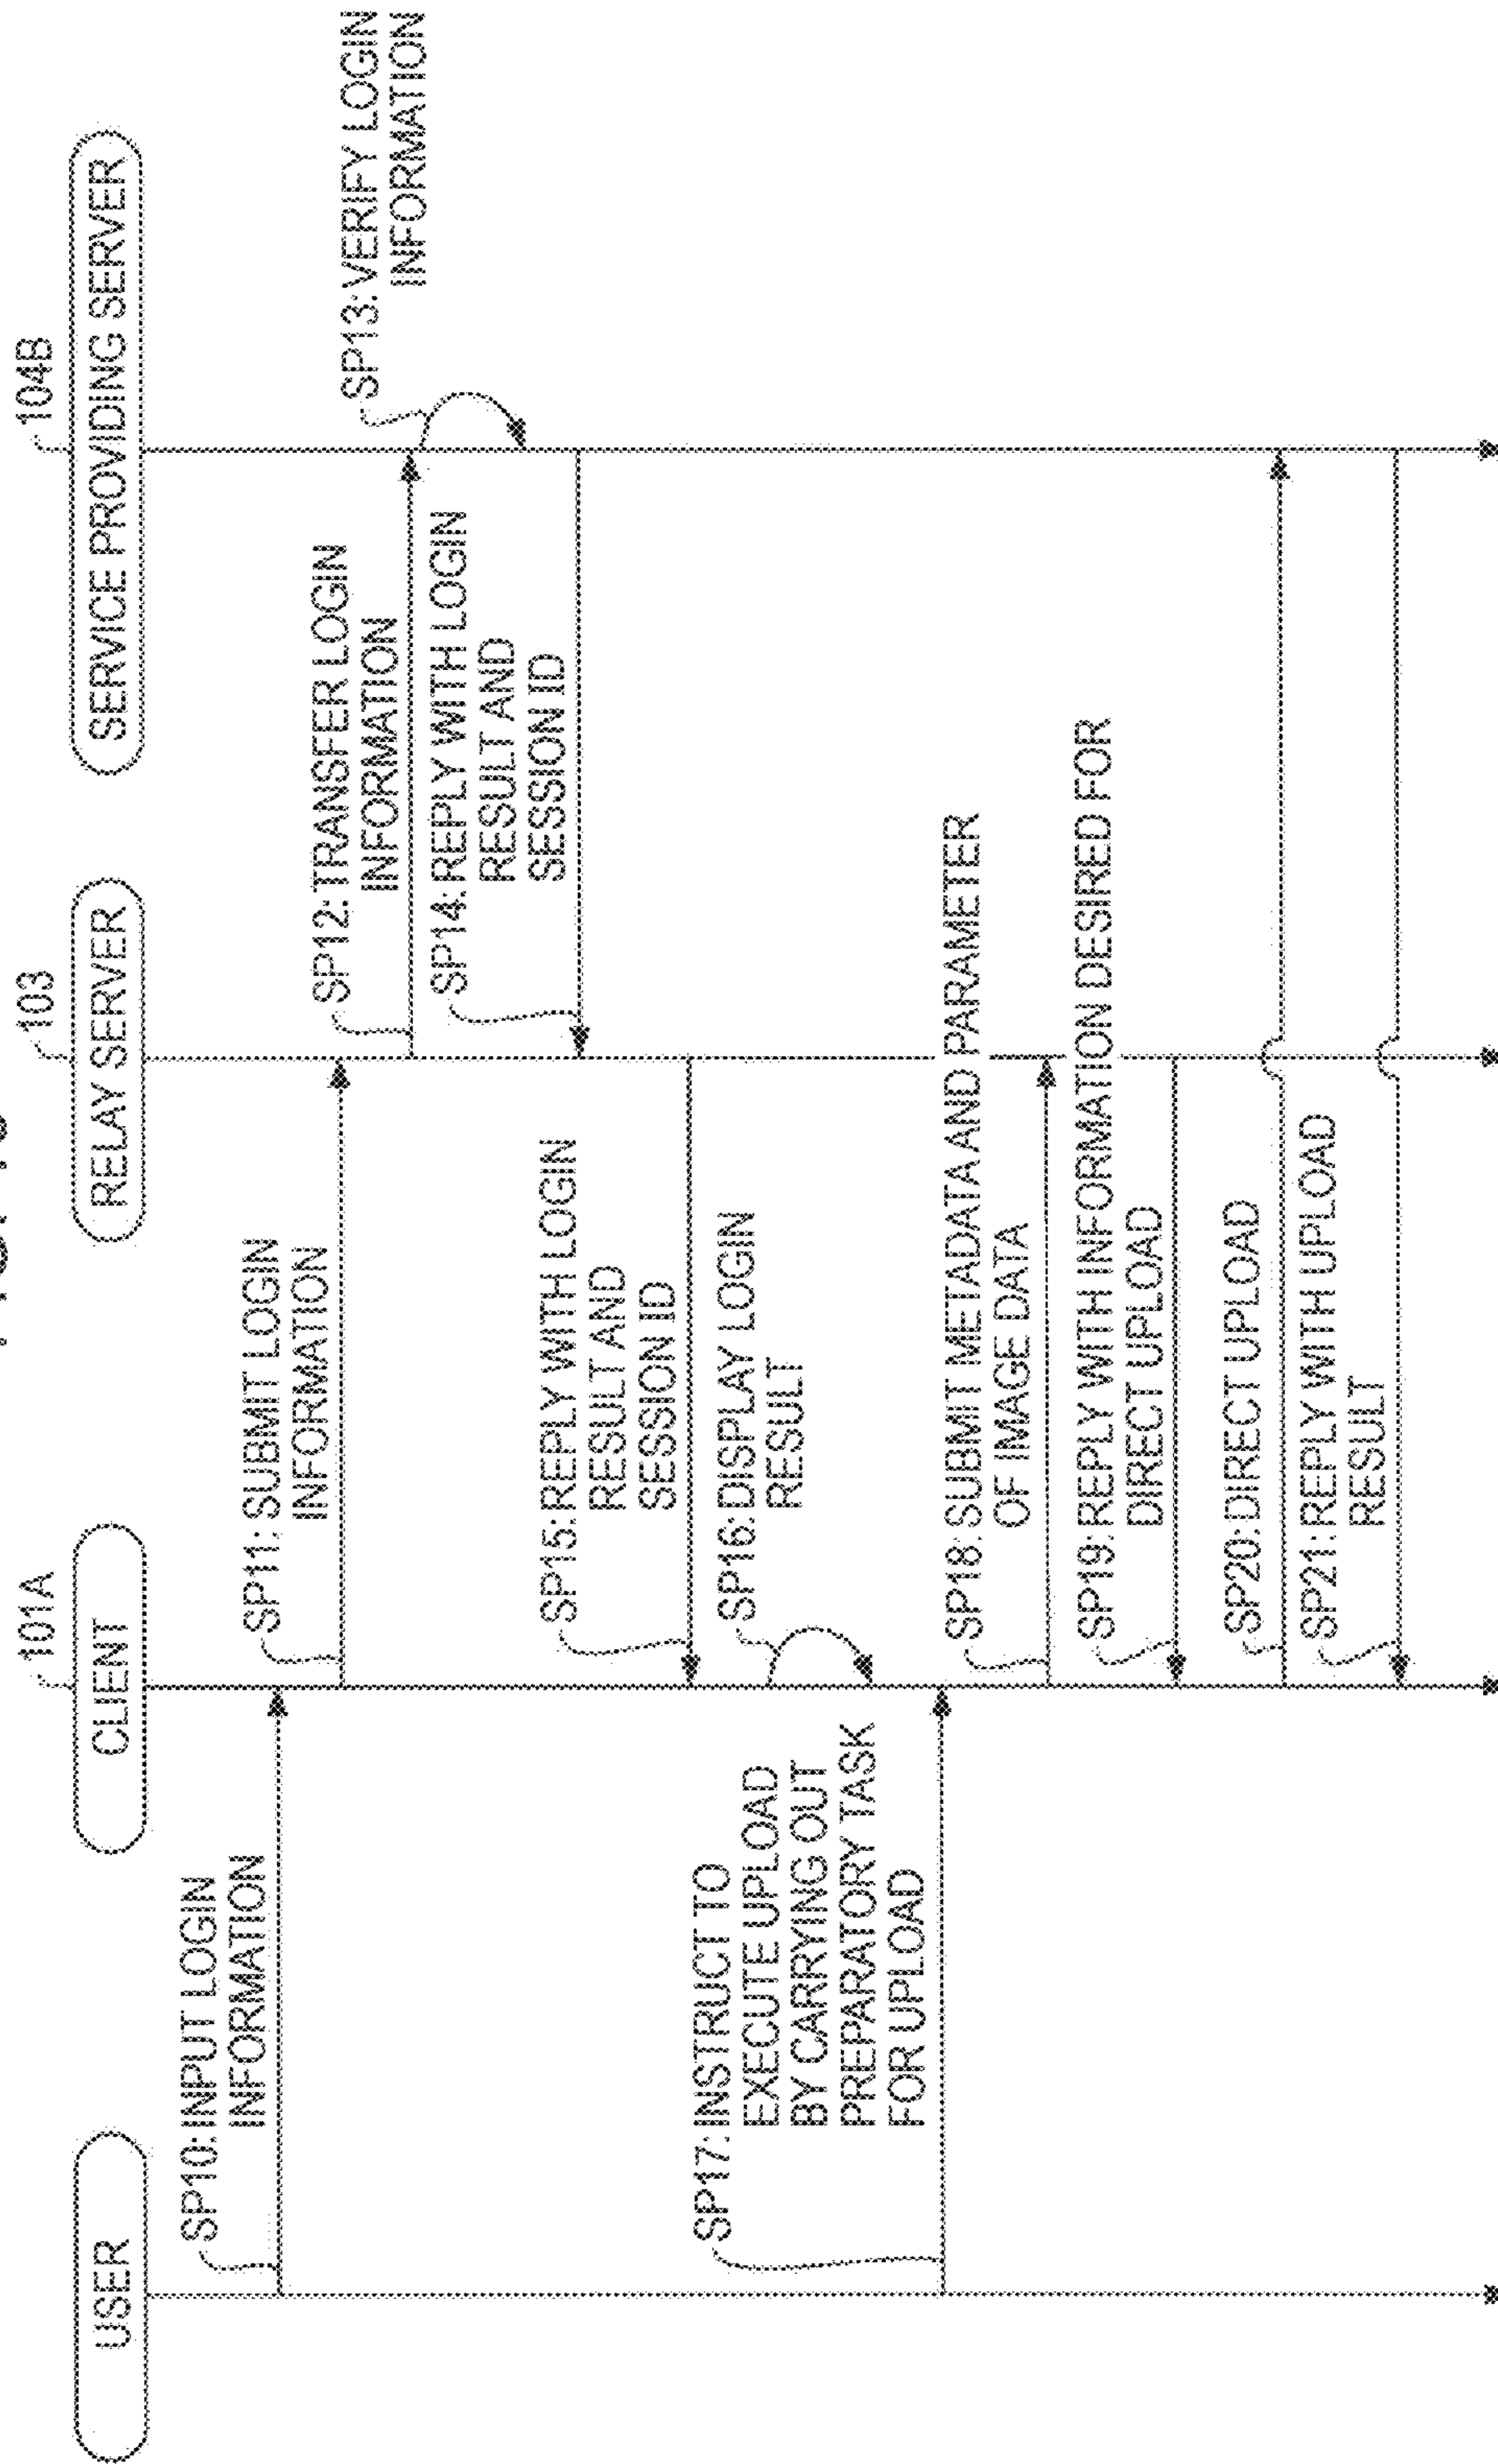 USER
101A
CLIENT
103
RELAY SERVER
104B
SERVICE PROVIDING SERVER
SP10: INPUT LOGIN
INFORMATION
SP11: SUBMIT LOGIN
INFORMATION
SP12: TRANSFER LOGIN
INFORMATION
SP13: VERIFY LOGIN
INFORMATION
SP14: REPLY WITH LOGIN
RESULT AND
SESSION ID
SP15: REPLY WITH LOGIN
RESULT AND
SESSION ID
SP16: DISPLAY LOGIN
RESULT
SP17: INSTRUCT TO
EXECUTE UPLOAD
BY CARRYING OUT
PREPARATORY TASK
FOR UPLOAD
SP18: SUBMIT METADATA AND PARAMETER
OF IMAGE DATA
SP19: REPLY WITH INFORMATION DESIRED FOR
DIRECT UPLOAD
SP20: DIRECT UPLOAD
SP21: REPLY WITH UPLOAD
RESULT